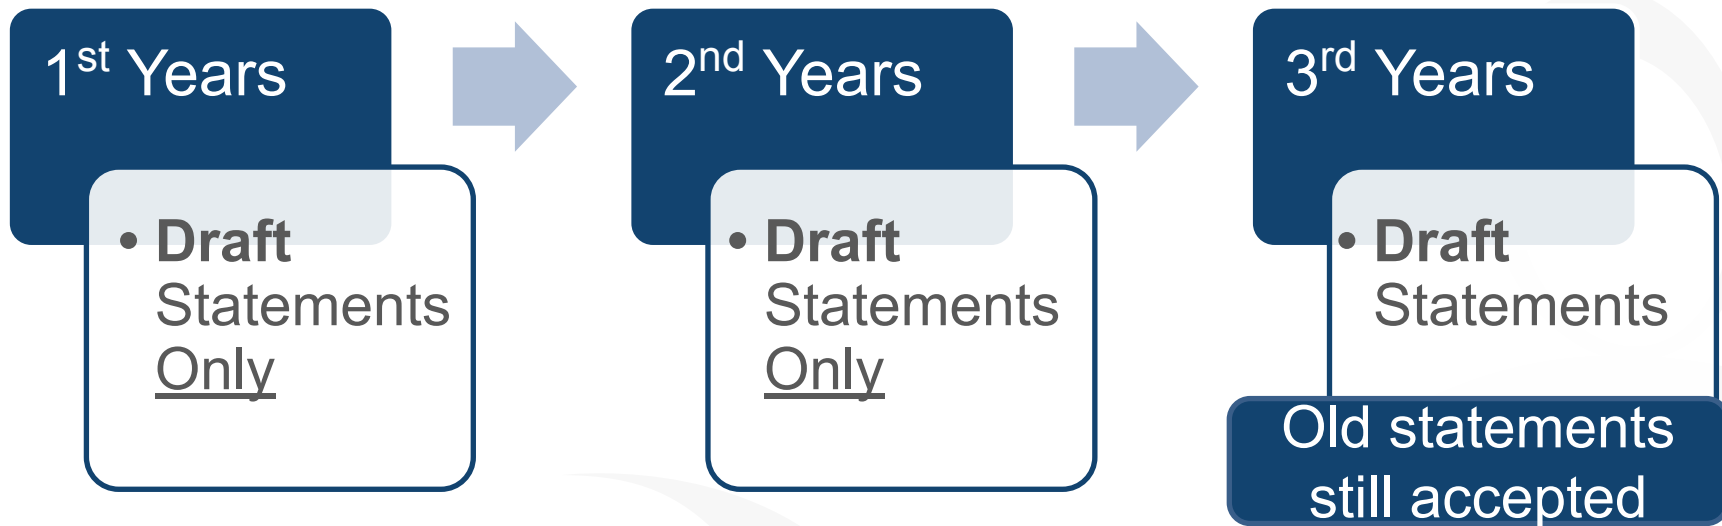 1st Years
• Draft
Statements
Only
2nd Years
• Draft
Statements
Only
3rd Years
• Draft
Statements
Old statements
still accepted